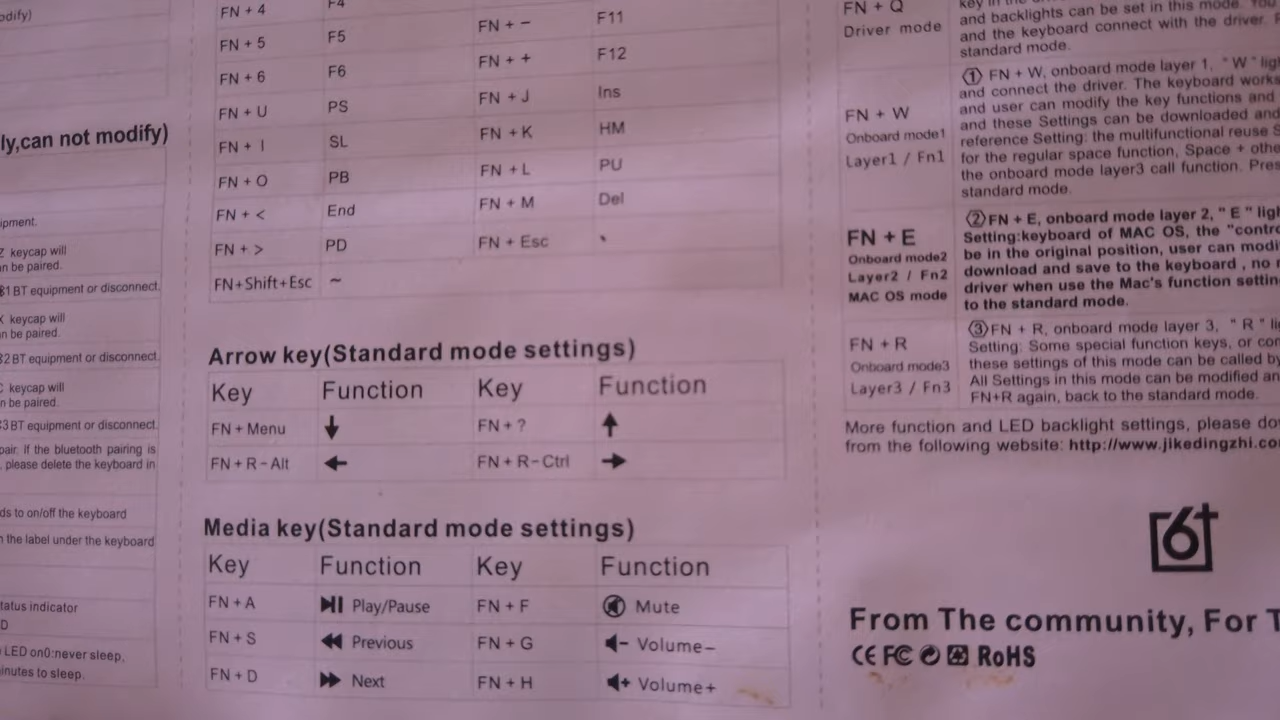 odify)
ly,can not modify)
ipment.
Z keycap will
n be paired.
1 BT equipment or disconnect.
keycap will
n be paired.
2 BT equipment or disconnect.
keycap will
n be paired.
3 BT equipment or disconnect.
pair. If the bluetooth pairing is
please delete the keyboard in
ds to on/off the keyboard
the label under the keyboard
tatus indicator
D
LED on0:never sleep,
inutes to sleep.
FN + 4 F4
FN + 5 F5 FN + − F11
FN + 6 F6 FN + + F12
FN + U PS FN + J Ins
FN + I SL FN + K HM
FN + O PB FN + L PU
FN + < End FN + M Del
FN + > PD FN + Esc 、
FN+Shift+Esc ~
Arrow key(Standard mode settings)
Key Function Key Function
FN + Menu ↓ FN + ? ↑
FN + R-Alt ← FN + R-Ctrl →
Media key(Standard mode settings)
Key Function Key Function
FN + A Play/Pause FN + F Mute
FN + S Previous FN + G Volume−
FN + D Next FN + H Volume+
FN + Q
Driver mode
and backlights can be set in this mode. You
and the keyboard connect with the driver.
standard mode.
FN + W
Onboard mode1
Layer1 / Fn1
① FN + W, onboard mode layer 1, " W " lig
and connect the driver. The keyboard works
and user can modify the key functions and
and these Settings can be downloaded and
reference Setting: the multifunctional reuse S
for the regular space function, Space + othe
the onboard mode layer3 call function. Pres
standard mode.
FN + E
Onboard mode2
Layer2 / Fn2
MAC OS mode
②FN + E, onboard mode layer 2, " E " ligh
Setting:keyboard of MAC OS, the "contro
be in the original position, user can modi
download and save to the keyboard , no
driver when use the Mac's function settin
to the standard mode.
FN + R
Onboard mode3
Layer3 / Fn3
③FN + R, onboard mode layer 3, " R " li
Setting: Some special function keys, or cor
these settings of this mode can be called by
All Settings in this mode can be modified an
FN+R again, back to the standard mode.
More function and LED backlight settings, please do
from the following website: http://www.jikedingzhi.co
6
From The community, For T
CE FC RoHS